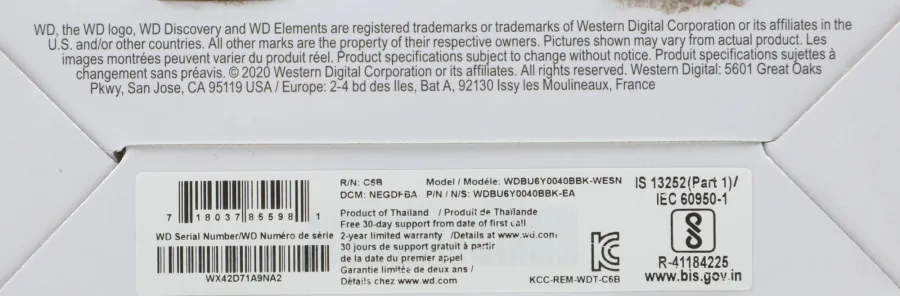 WD, the WD logo, WD Discovery and WD Elements are registered trademarks or trademarks of Western Digital Corporation or its affiliates in the
U.S. and/or other countries. All other marks are the property of their respective owners. Pictures shown may vary from actual product. Les
images montrées peuvent varier du produit réel. Product specifications subject to change without notice. Produit spécifications sujettes à
changement sans préavis. © 2020 Western Digital Corporation or its affiliates. All rights reserved. Western Digital: 5601 Great Oaks
Pkwy, San Jose, CA 95119 USA / Europe: 2-4 bd des Iles, Bat A, 92130 Issy les Moulineaux, France
7 18037 86598 1
WD Serial Number/WD Numéro de série
WX42D71A9NA2
R/N: C6B Model / Modéle: WDBU6Y0040BBK-WESN
DCM: NEGDFBA P/N / N/S: WDBU6Y0040BBK-EA
Product of Thailand / Produit de Thaïlande
Free 30-day support from date of first call
2-year limited warranty /Details at www.wd.com
30 jours de support gratuit à partir
de la date du premier appel
Garantie limitée de deux ans /
Détails chez www.wd.com
KCC-REM-WDT-C6B
IS 13252(Part 1)/
IEC 60950-1
R-41184225
www.bis.gov.in